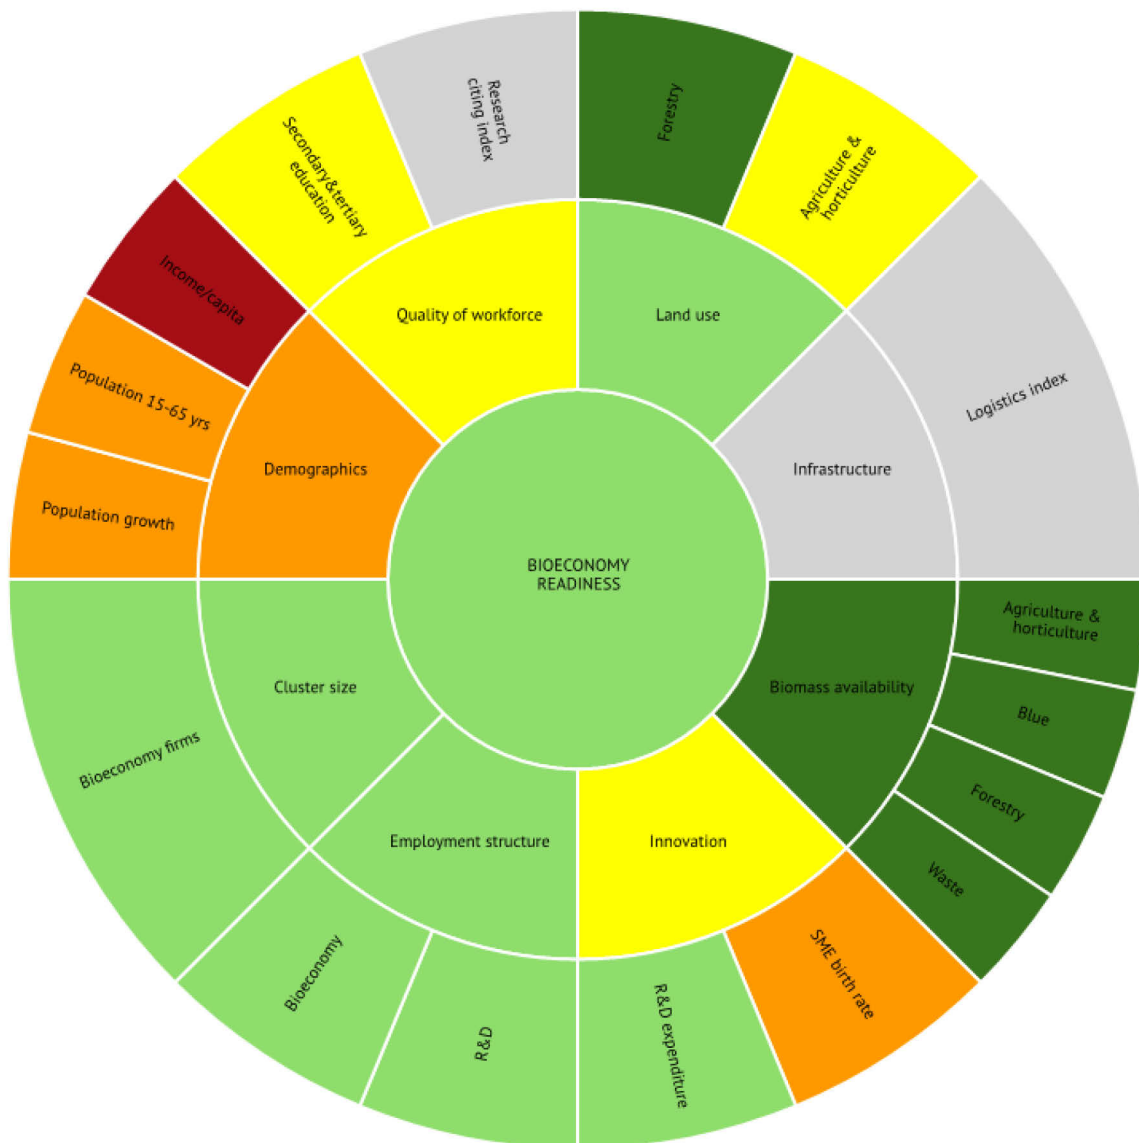 Research
citing index
Forestry
Secondary&tertiary
education
Agriculture &
horticulture
Income/capita
Quality of workforce
Land use
Population 15-65 yrs
Logistics index
Demographics
Infrastructure
Population growth
BIOECONOMY
READINESS
Agriculture &
horticulture
Cluster size
Biomass availability
Blue
Bioeconomy firms
Forestry
Employment structure
Innovation
Waste
Bioeconomy
SME birth rate
R&D
R&D expenditure